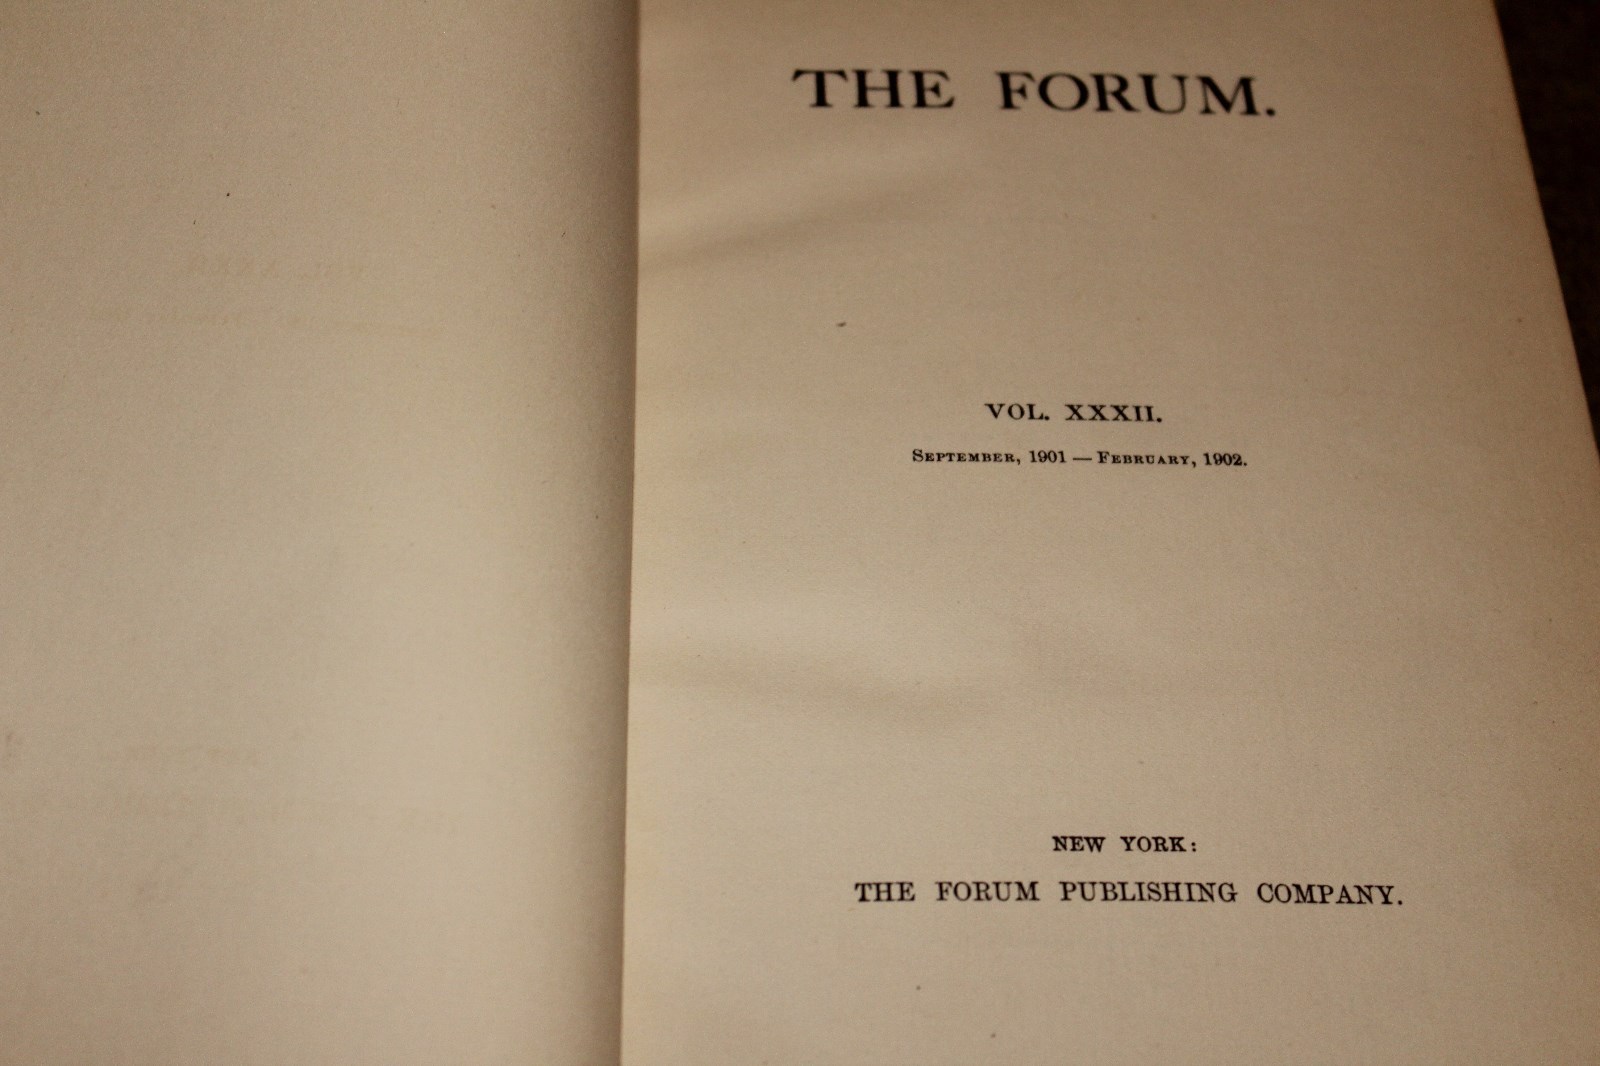 THE FORUM.
VOL. XXXII.
September, 1901 — February, 1902.
NEW YORK:
THE FORUM PUBLISHING COMPANY.